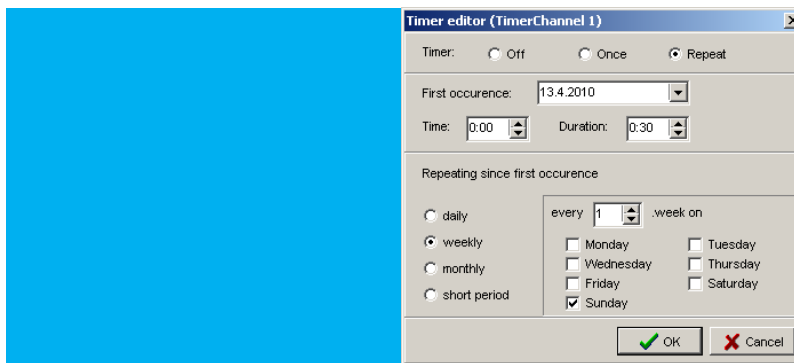 Timer editor (TimerChannel 1)
Timer: Off Once Repeat
First occurence: 13.4.2010
Time: 0:00 Duration: 0:30
Repeating since first occurence
daily
weekly
monthly
short period
every 1 .week on
Monday Tuesday
Wednesday Thursday
Friday Saturday
Sunday
OK Cancel